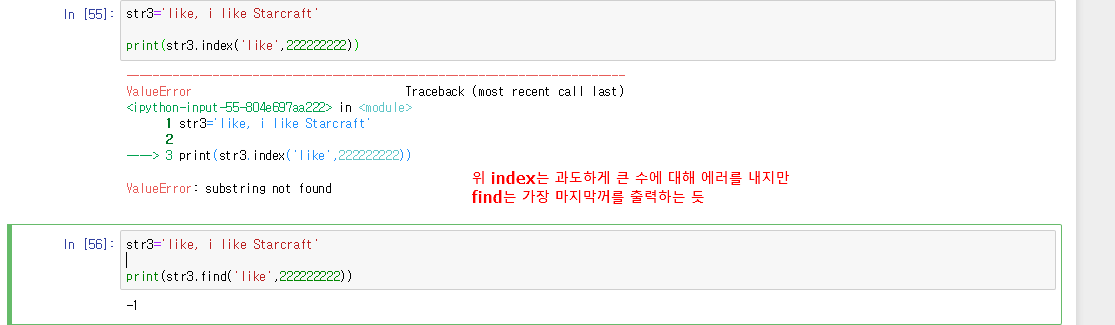 In [55]: str3='like, i like Starcraft'
print(str3.index('like',222222222))
---------------------------------------------------------------------------
ValueError Traceback (most recent call last)
<ipython-input-55-804e697aa222> in <module>
1 str3='like, i like Starcraft'
2
----> 3 print(str3.index('like',222222222))
ValueError: substring not found
위 index는 과도하게 큰 수에 대해 에러를 내지만
find는 가장 마지막꺼를 출력하는 듯
In [56]: str3='like, i like Starcraft'
print(str3.find('like',222222222))
-1